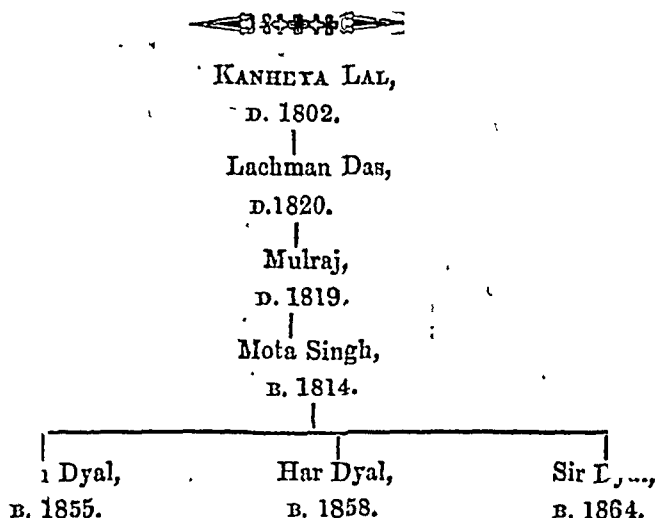 KANHEYA LAL,
D. 1802.
Lachman Das,
D.1820.
Mulraj,
D. 1819.
Mota Singh,
B. 1814.
Dyal, Har Dyal, Sir
B. 1855. B. 1858. B. 1864.